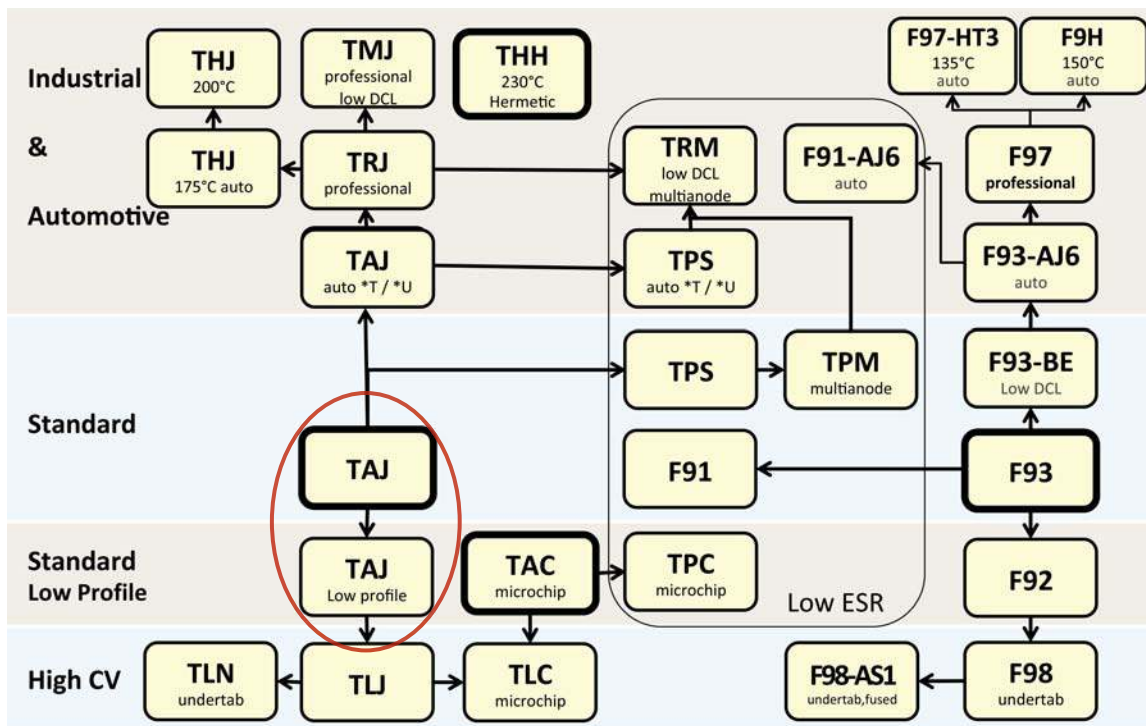 Industrial
&
Automotive
THJ
200°C
TMJ
professional
low DCL
THH
230°C
Hermetic
F97-HT3
135°C
auto
F9H
150°C
auto
THJ
175°C auto
TRJ
professional
TRM
low DCL
multianode
F91-AJ6
auto
F97
professional
TAJ
auto *T / *U
TPS
auto *T / *U
F93-AJ6
auto
Standard
TPS
TPM
multianode
F93-BE
Low DCL
TAJ
F91
F93
Standard
Low Profile
TAJ
Low profile
TAC
microchip
TPC
microchip
Low ESR
F92
High CV
TLN
undertab
TLJ
TLC
microchip
F98-AS1
undertab,fused
F98
undertab